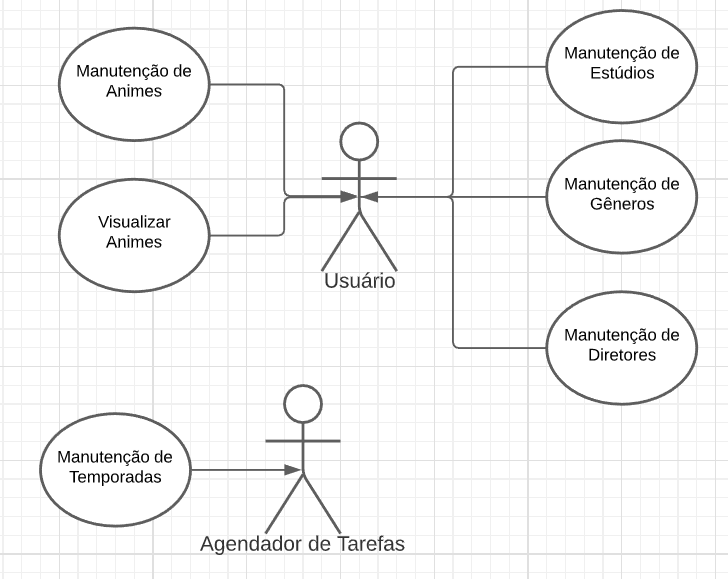 Manutenção de
Animes
Visualizar
Animes
Usuário
Manutenção de
Estúdios
Manutenção de
Gêneros
Manutenção de
Diretores
Manutenção de
Temporadas
Agendador de Tarefas